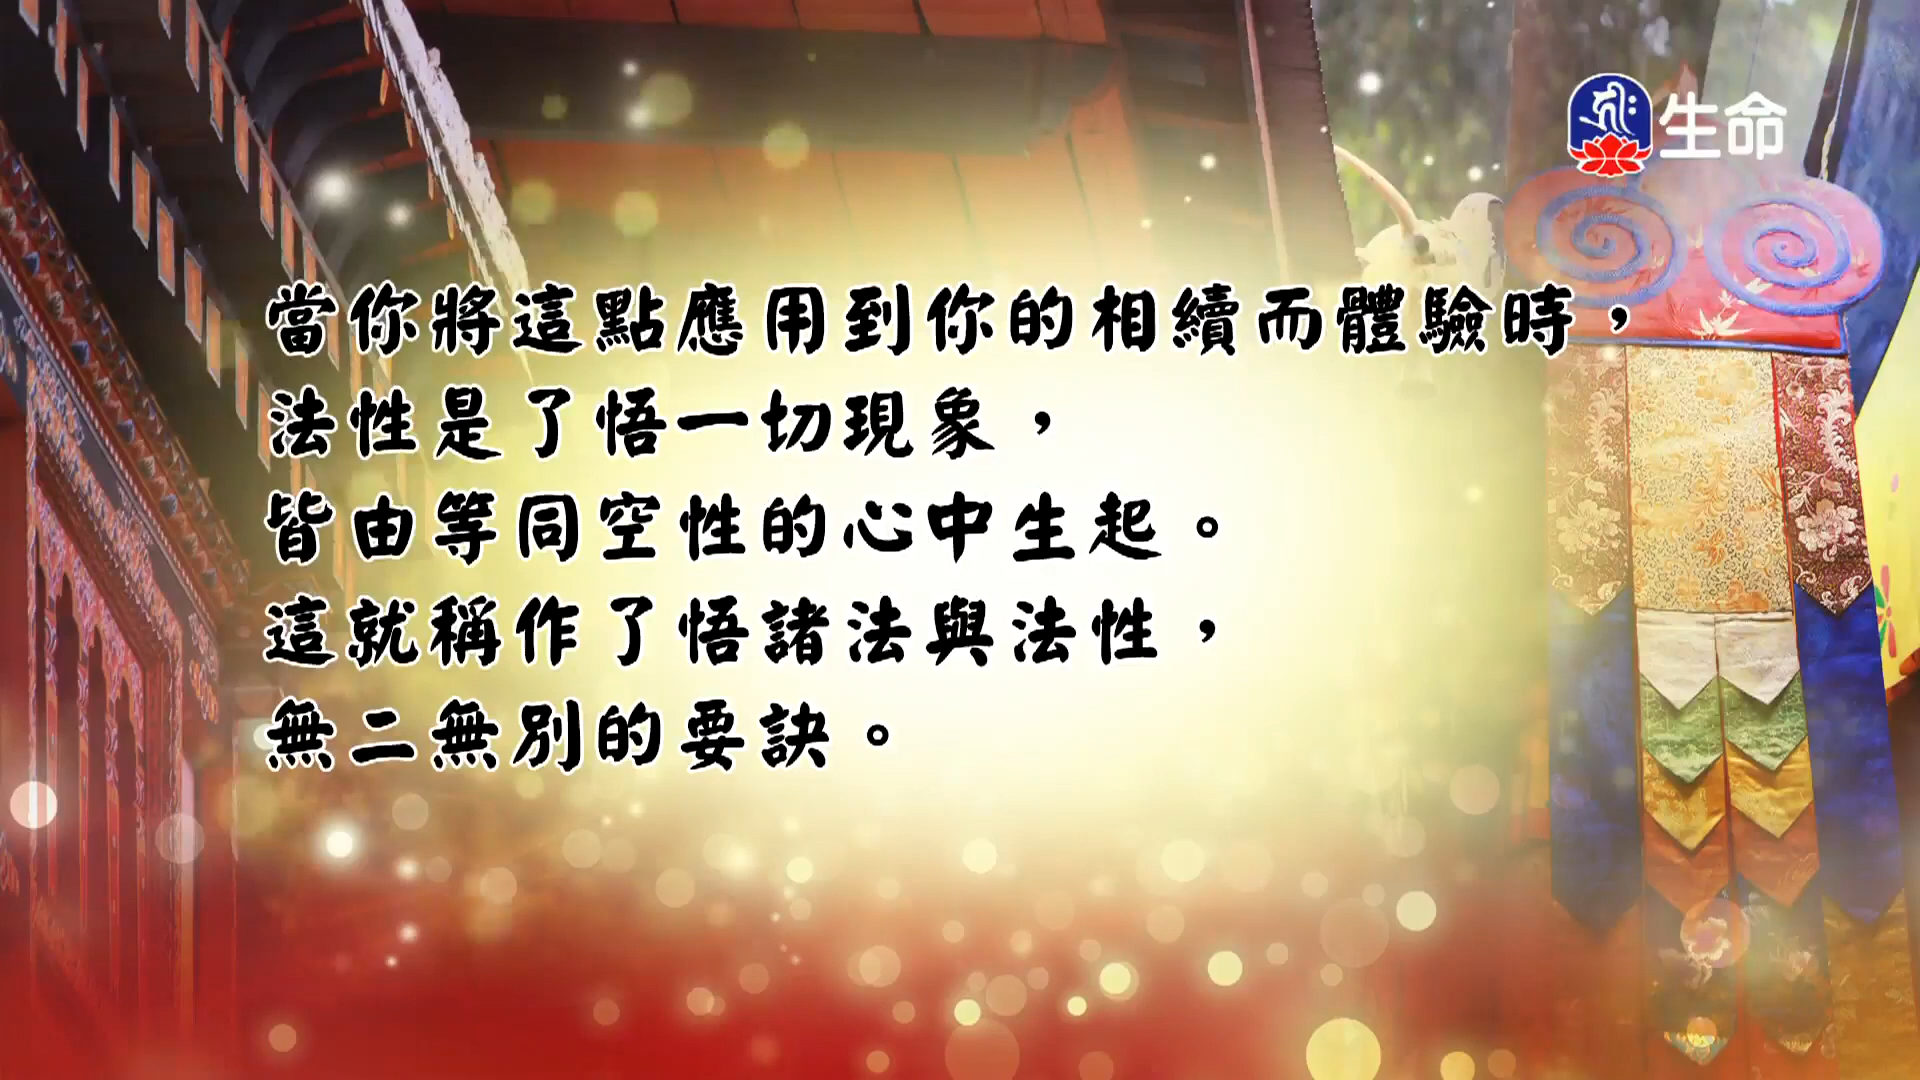 生命
當你將這點應用到你的相續而體驗時，
法性是了悟一切現象，
皆由等同空性的心中生起。
這就稱作了悟諸法與法性，
無二無別的要訣。